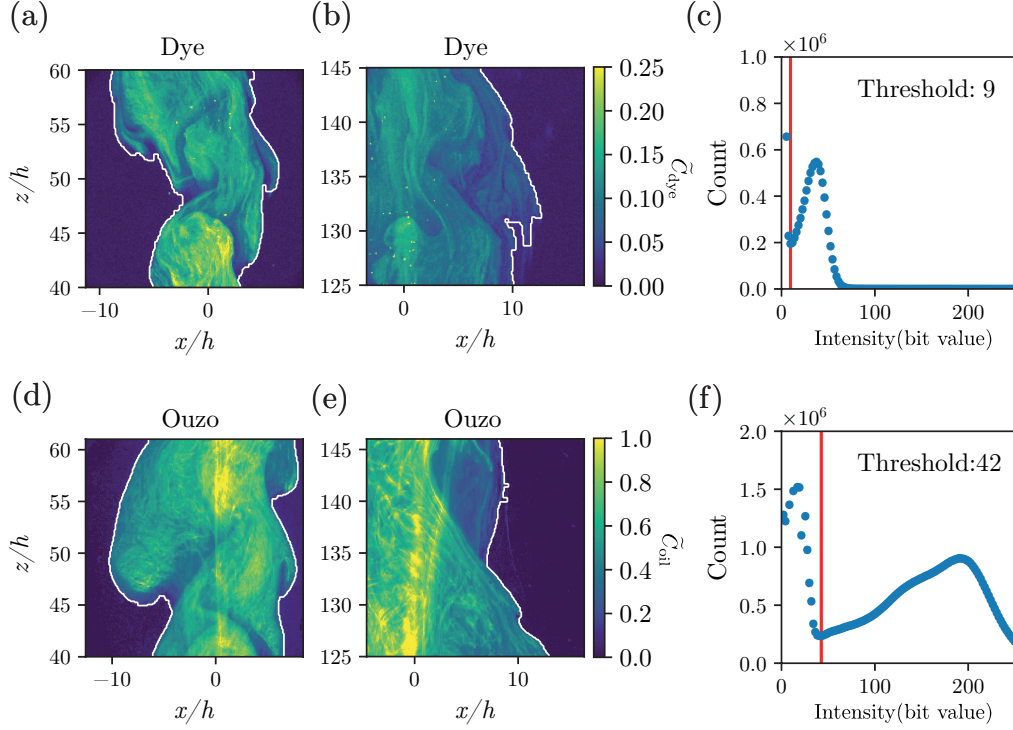 (a)
Dye
z/h
60
55
50
45
40
−10
0
x/h
(b)
Dye
145
140
135
130
125
0
10
x/h
0.25
0.20
0.15
0.10
0.05
0.00
C̃dye
(c)
×10⁶
1.0
0.8
0.6
0.4
0.2
0.0
Count
Threshold: 9
0
100
200
Intensity(bit value)
(d)
Ouzo
z/h
60
55
50
45
40
−10
0
x/h
(e)
Ouzo
145
140
135
130
125
0
10
x/h
1.0
0.8
0.6
0.4
0.2
0.0
C̃oil
(f)
×10⁶
2.0
1.5
1.0
0.5
0.0
Count
Threshold:42
0
100
200
Intensity(bit value)